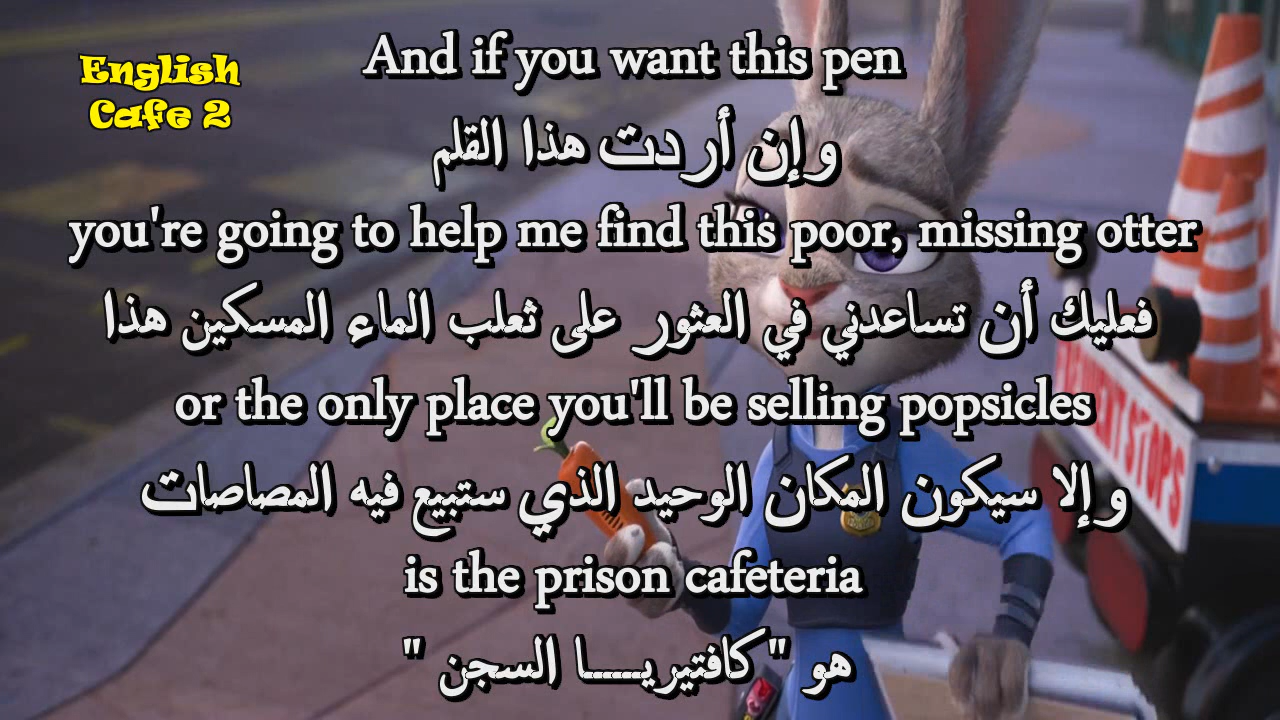 English
Cafe 2
And if you want this pen
وإن أردت هذا القلم
you're going to help me find this poor, missing otter
فعليك أن تساعدني في العثور على ثعلب الماء المسكين هذا
or the only place you'll be selling popsicles
وإلا سيكون المكان الوحيد الذي ستبيع فيه المصاصات
is the prison cafeteria
هو "كافتيريـــا السجن "
STOPS